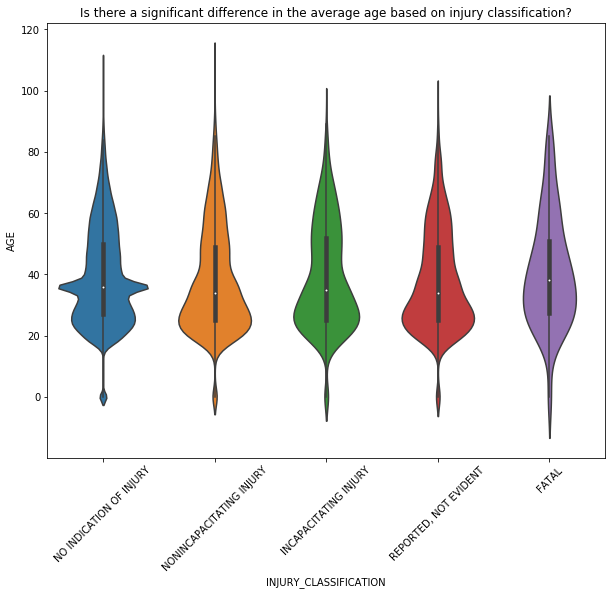 Is there a significant difference in the average age based on injury classification?
120
100
80
60
40
20
0
AGE
NO INDICATION OF INJURY
NONINCAPACITATING INJURY
INCAPACITATING INJURY
REPORTED, NOT EVIDENT
FATAL
INJURY_CLASSIFICATION